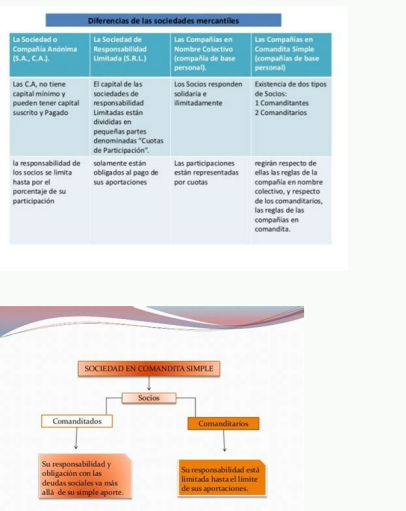 Diferencias de las sociedades mercantiles
La Sociedad o
Compañía Anónima
(S.A., C.A.).
La Sociedad de
Responsabilidad
Limitada (S.R.L.)
Las Compañías en
Nombre Colectivo
(compañía de base
personal).
Las Compañías en
Comandita Simple
(compañías de base
personal)
Las C.A, no tiene
capital mínimo y
pueden tener capital
suscrito y Pagado
El capital de las
sociedades de
responsabilidad
Limitadas están
divididas en
pequeñas partes
denominadas "Cuotas
de Participación".
Los Socios responden
solidaria e
ilimitadamente
Existencia de dos tipos
de Socios:
1 Comanditantes
2 Comanditarios
la responsabilidad de
los socios se limita
hasta por el
porcentaje de su
participación
solamente están
obligados al pago de
sus aportaciones
Las participaciones
están representadas
por cuotas
regirán respecto de
ellas las reglas de la
compañía en nombre
colectivo, y respecto
de los comanditarios,
las reglas de las
compañías en
comandita.
SOCIEDAD EN COMANDITA SIMPLE
Socios
Comanditados
Comanditarios
Su responsabilidad y
obligación con las
deudas sociales va más
allá de su simple aporte.
Su responsabilidad está
limitada hasta el límite
de sus aportaciones.